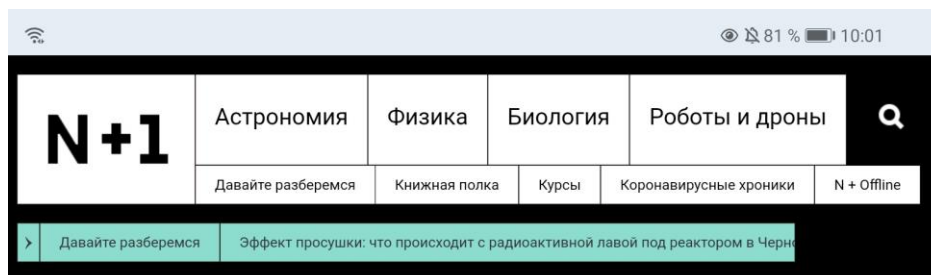 81 % 10:01
N+1
Астрономия Физика Биология Роботы и дроны
Давайте разберемся Книжная полка Курсы Коронавирусные хроники N + Offline
Давайте разберемся Эффект просушки: что происходит с радиоактивной лавой под реактором в